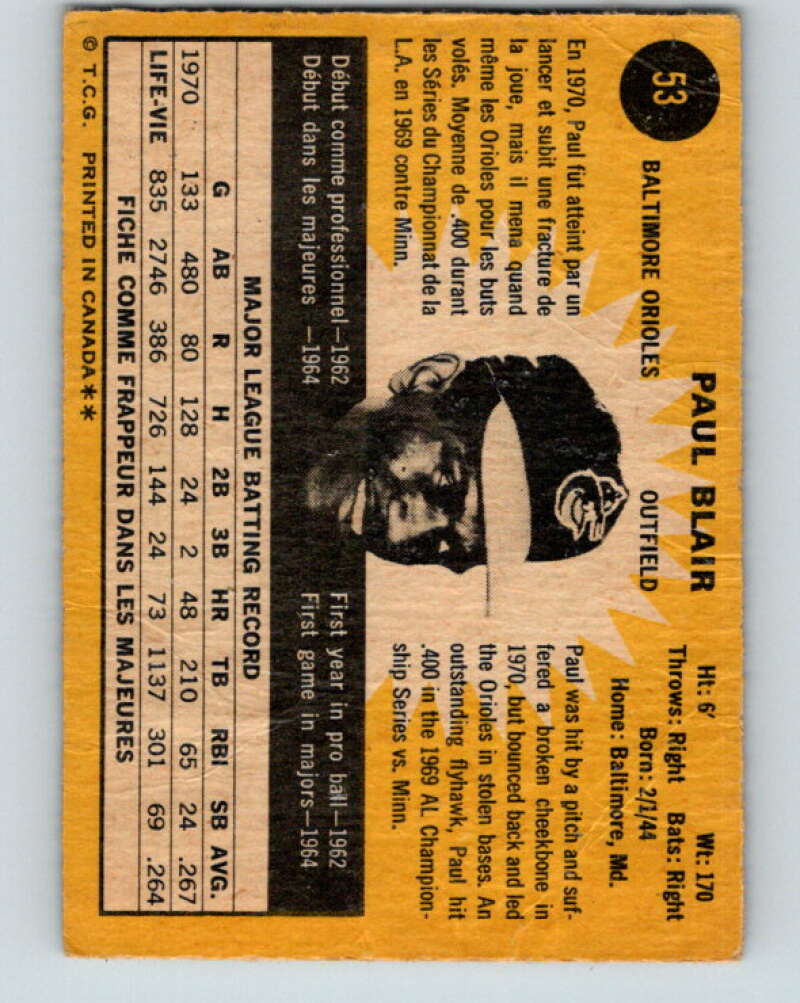 53
PAUL BLAIR
BALTIMORE ORIOLES OUTFIELD
Ht: 6' Wt: 170
Throws: Right Bats: Right
Born: 2/1/44
Home: Baltimore, Md.
En 1970, Paul fut atteint par un
lancer et subit une fracture de
la joue, mais il mena quand
même les Orioles pour les buts
volés. Moyenne de .400 durant
les Séries du Championnat de la
L.A. en 1969 contre Minn.
Paul was hit by a pitch and suf-
fered a broken cheekbone in
1970, but bounced back and led
the Orioles in stolen bases. An
outstanding flyhawk, Paul hit
.400 in the 1969 AL Champion-
ship Series vs. Minn.
Début comme professionnel—1962
Début dans les majeures —1964
First year in pro ball—1962
First game in majors—1964
MAJOR LEAGUE BATTING RECORD
G AB R H 2B 3B HR TB RBI SB AVG.
1970 133 480 80 128 24 2 48 210 65 24 .267
LIFE-VIE 835 2746 386 726 144 24 73 1137 301 69 .264
FICHE COMME FRAPPEUR DANS LES MAJEURES
© T.C.G. PRINTED IN CANADA**